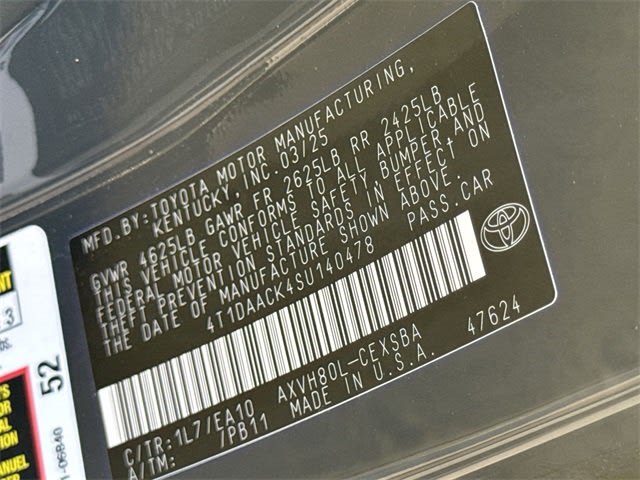 MFD. BY: TOYOTA MOTOR MANUFACTURING,
KENTUCKY, INC. 03/25
GVWR 4625LB GAWR FR 2625LB RR 2425LB
THIS VEHICLE CONFORMS TO ALL APPLICABLE
FEDERAL MOTOR VEHICLE SAFETY BUMPER, AND
THEFT PREVENTION STANDARDS IN EFFECT ON
THE DATE OF MANUFACTURE SHOWN ABOVE.
4T1DAACK4SU140478 PASS.CAR
C/TR: 1L7/EA10 AXVH80L-CEXSBA 47624
A/TM: /PB11 MADE IN U.S.A.
52